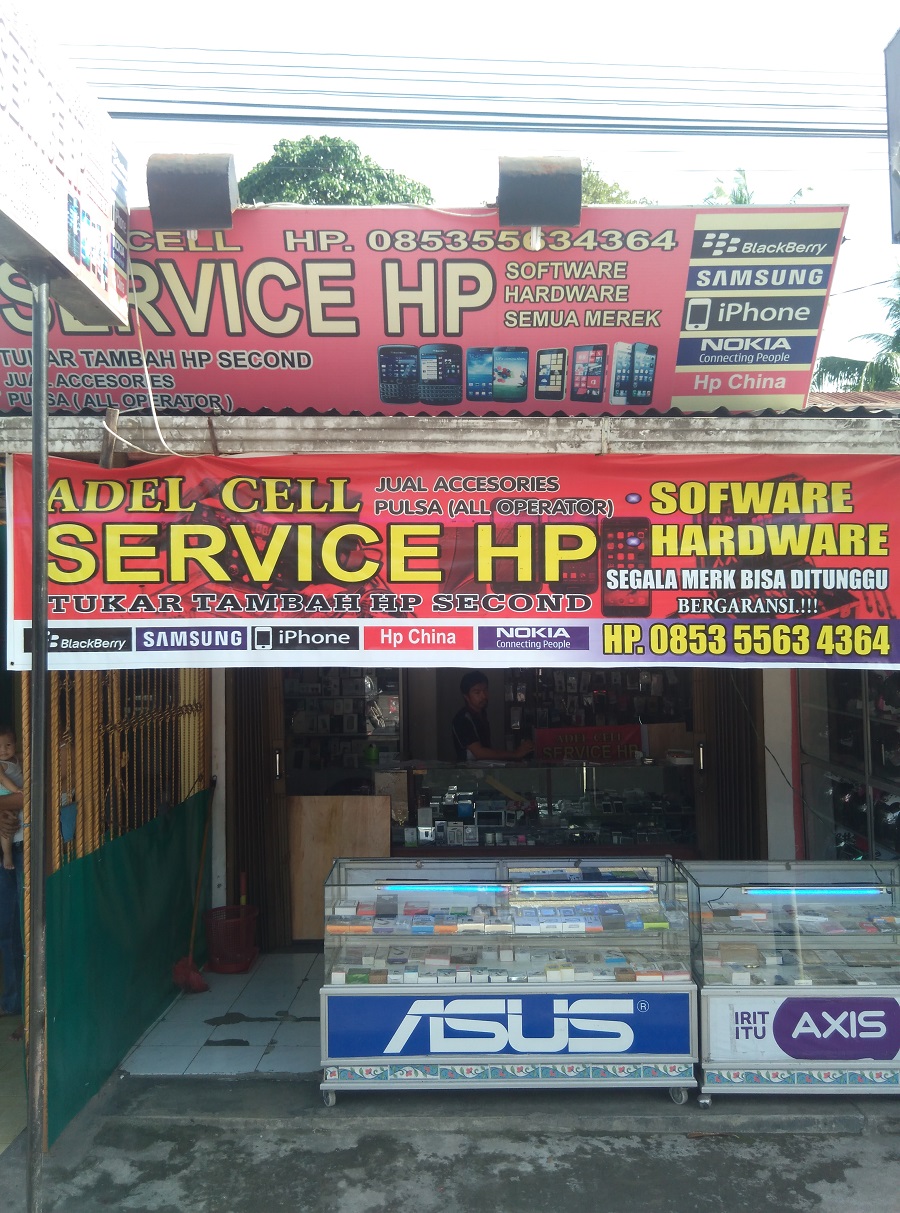 CELL HP. 085355634364
SERVICE HP
SOFTWARE
HARDWARE
SEMUA MEREK
TUKAR TAMBAH HP SECOND
JUAL ACCESORIES
PULSA ( ALL OPERATOR )
BlackBerry
SAMSUNG
iPhone
NOKIA
Connecting People
Hp China
ADEL CELL
JUAL ACCESORIES
PULSA (ALL OPERATOR)
SERVICE HP
TUKAR TAMBAH HP SECOND
SOFWARE
HARDWARE
SEGALA MERK BISA DITUNGGU
BERGARANSI.!!!
BlackBerry SAMSUNG iPhone Hp China NOKIA
Connecting People
HP. 0853 5563 4364
ADEL CELL
SERVICE HP
ASUS ®
IRIT
ITU
AXIS